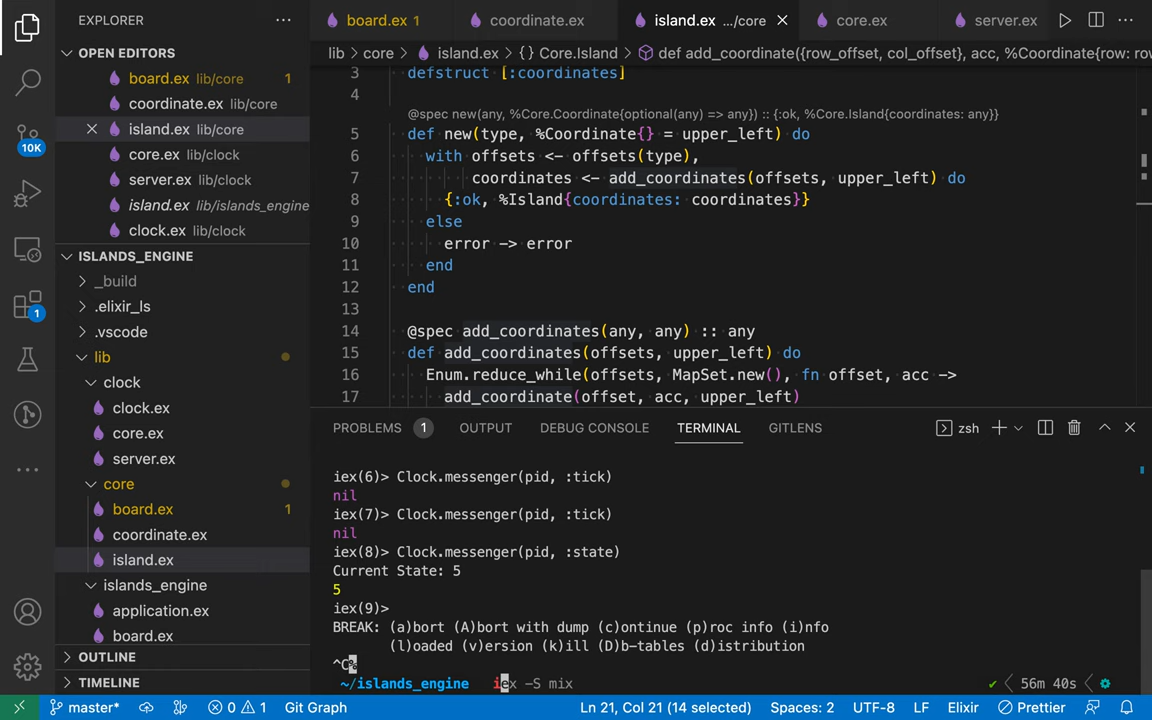 EXPLORER
OPEN EDITORS
board.ex lib/core 1
coordinate.ex lib/core
island.ex lib/core
core.ex lib/clock
server.ex lib/clock
island.ex lib/islands_engine
clock.ex lib/clock
ISLANDS_ENGINE
_build
.elixir_ls
.vscode
lib
clock
clock.ex
core.ex
server.ex
core
board.ex 1
coordinate.ex
island.ex
islands_engine
application.ex
board.ex
OUTLINE
TIMELINE
10K
1
board.ex 1 coordinate.ex island.ex .../core core.ex server.ex
lib > core > island.ex > {} Core.Island > def add_coordinate({row_offset, col_offset}, acc, %Coordinate{row: row
3 defstruct [:coordinates]
4
@spec new(any, %Core.Coordinate{optional(any) => any}) :: {:ok, %Core.Island{coordinates: any}}
5 def new(type, %Coordinate{} = upper_left) do
6 with offsets <- offsets(type),
7 coordinates <- add_coordinates(offsets, upper_left) do
8 {:ok, %Island{coordinates: coordinates}}
9 else
10 error -> error
11 end
12 end
13
14 @spec add_coordinates(any, any) :: any
15 def add_coordinates(offsets, upper_left) do
16 Enum.reduce_while(offsets, MapSet.new(), fn offset, acc ->
17 add_coordinate(offset, acc, upper_left)
PROBLEMS 1 OUTPUT DEBUG CONSOLE TERMINAL GITLENS zsh
iex(6)> Clock.messenger(pid, :tick)
nil
iex(7)> Clock.messenger(pid, :tick)
nil
iex(8)> Clock.messenger(pid, :state)
Current State: 5
5
iex(9)>
BREAK: (a)bort (A)bort with dump (c)ontinue (p)roc info (i)nfo
(l)oaded (v)ersion (k)ill (D)b-tables (d)istribution
^C%
~/islands_engine iex -S mix ✔ 56m 40s
master* 0 1 Git Graph Ln 21, Col 21 (14 selected) Spaces: 2 UTF-8 LF Elixir Prettier